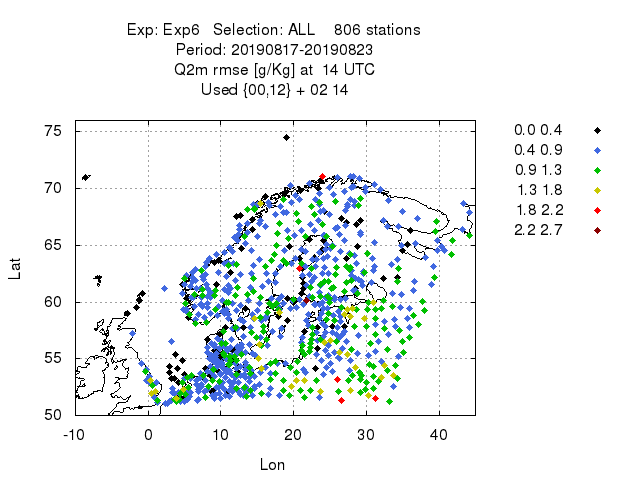 Exp: Exp6 Selection: ALL 806 stations
Period: 20190817-20190823
Q2m rmse [g/Kg] at 14 UTC
Used {00,12} + 02 14
0.0 0.4
0.4 0.9
0.9 1.3
1.3 1.8
1.8 2.2
2.2 2.7
75
70
65
60
55
50
Lat
-10 0 10 20 30 40
Lon